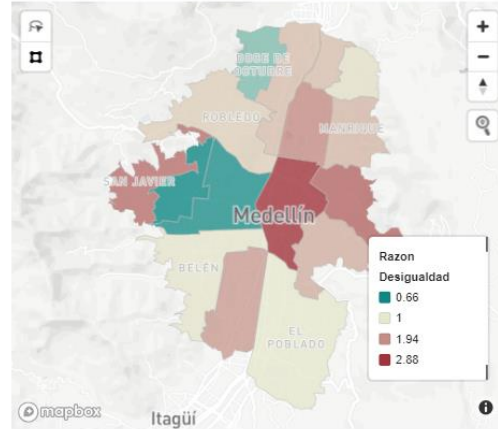 DOCE DE
OCTUBRE
ROBLEDO
MANRIQUE
SAN JAVIER
Medellín
BELÉN
EL
POBLADO
Razon
Desigualdad
0.66
1
1.94
2.88
mapbox
Itagüí